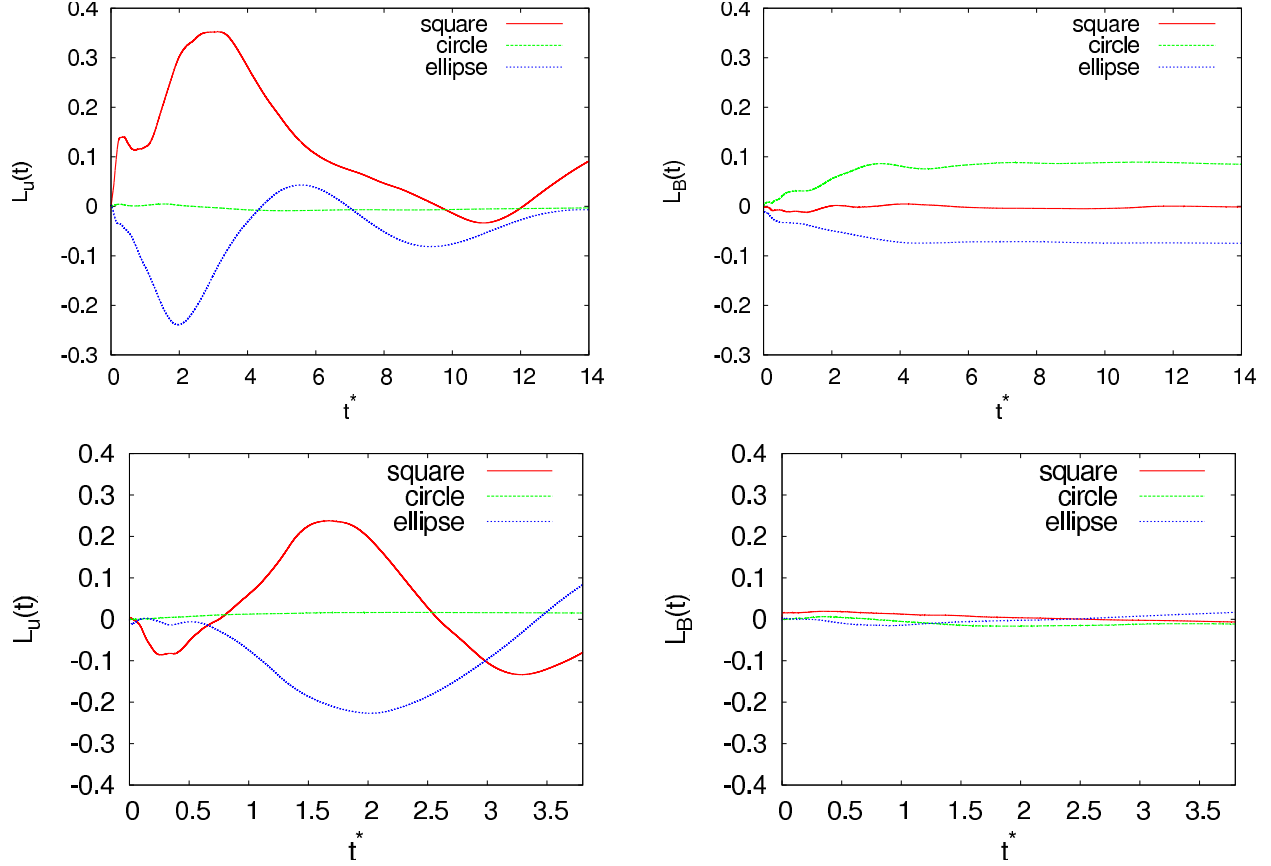 0.4
0.3
0.2
0.1
0
-0.1
-0.2
-0.3
L_u(t)
square
circle
ellipse
0 2 4 6 8 10 12 14
t*
0.4
0.3
0.2
0.1
0
-0.1
-0.2
-0.3
L_B(t)
square
circle
ellipse
0 2 4 6 8 10 12 14
t*
0.4
0.3
0.2
0.1
0
-0.1
-0.2
-0.3
-0.4
L_u(t)
square
circle
ellipse
0 0.5 1 1.5 2 2.5 3 3.5
t*
0.4
0.3
0.2
0.1
0
-0.1
-0.2
-0.3
-0.4
L_B(t)
square
circle
ellipse
0 0.5 1 1.5 2 2.5 3 3.5
t*